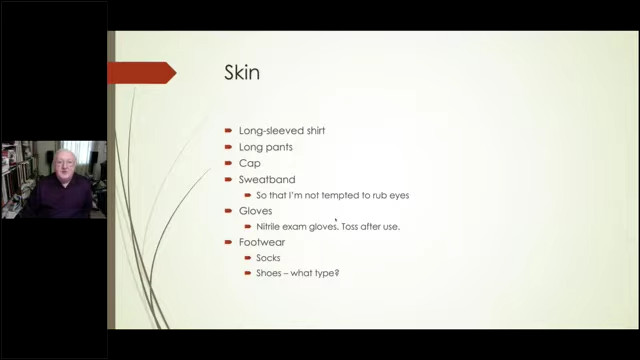 Skin
Long-sleeved shirt
Long pants
Cap
Sweatband
So that I'm not tempted to rub eyes
Gloves
Nitrile exam gloves. Toss after use.
Footwear
Socks
Shoes – what type?